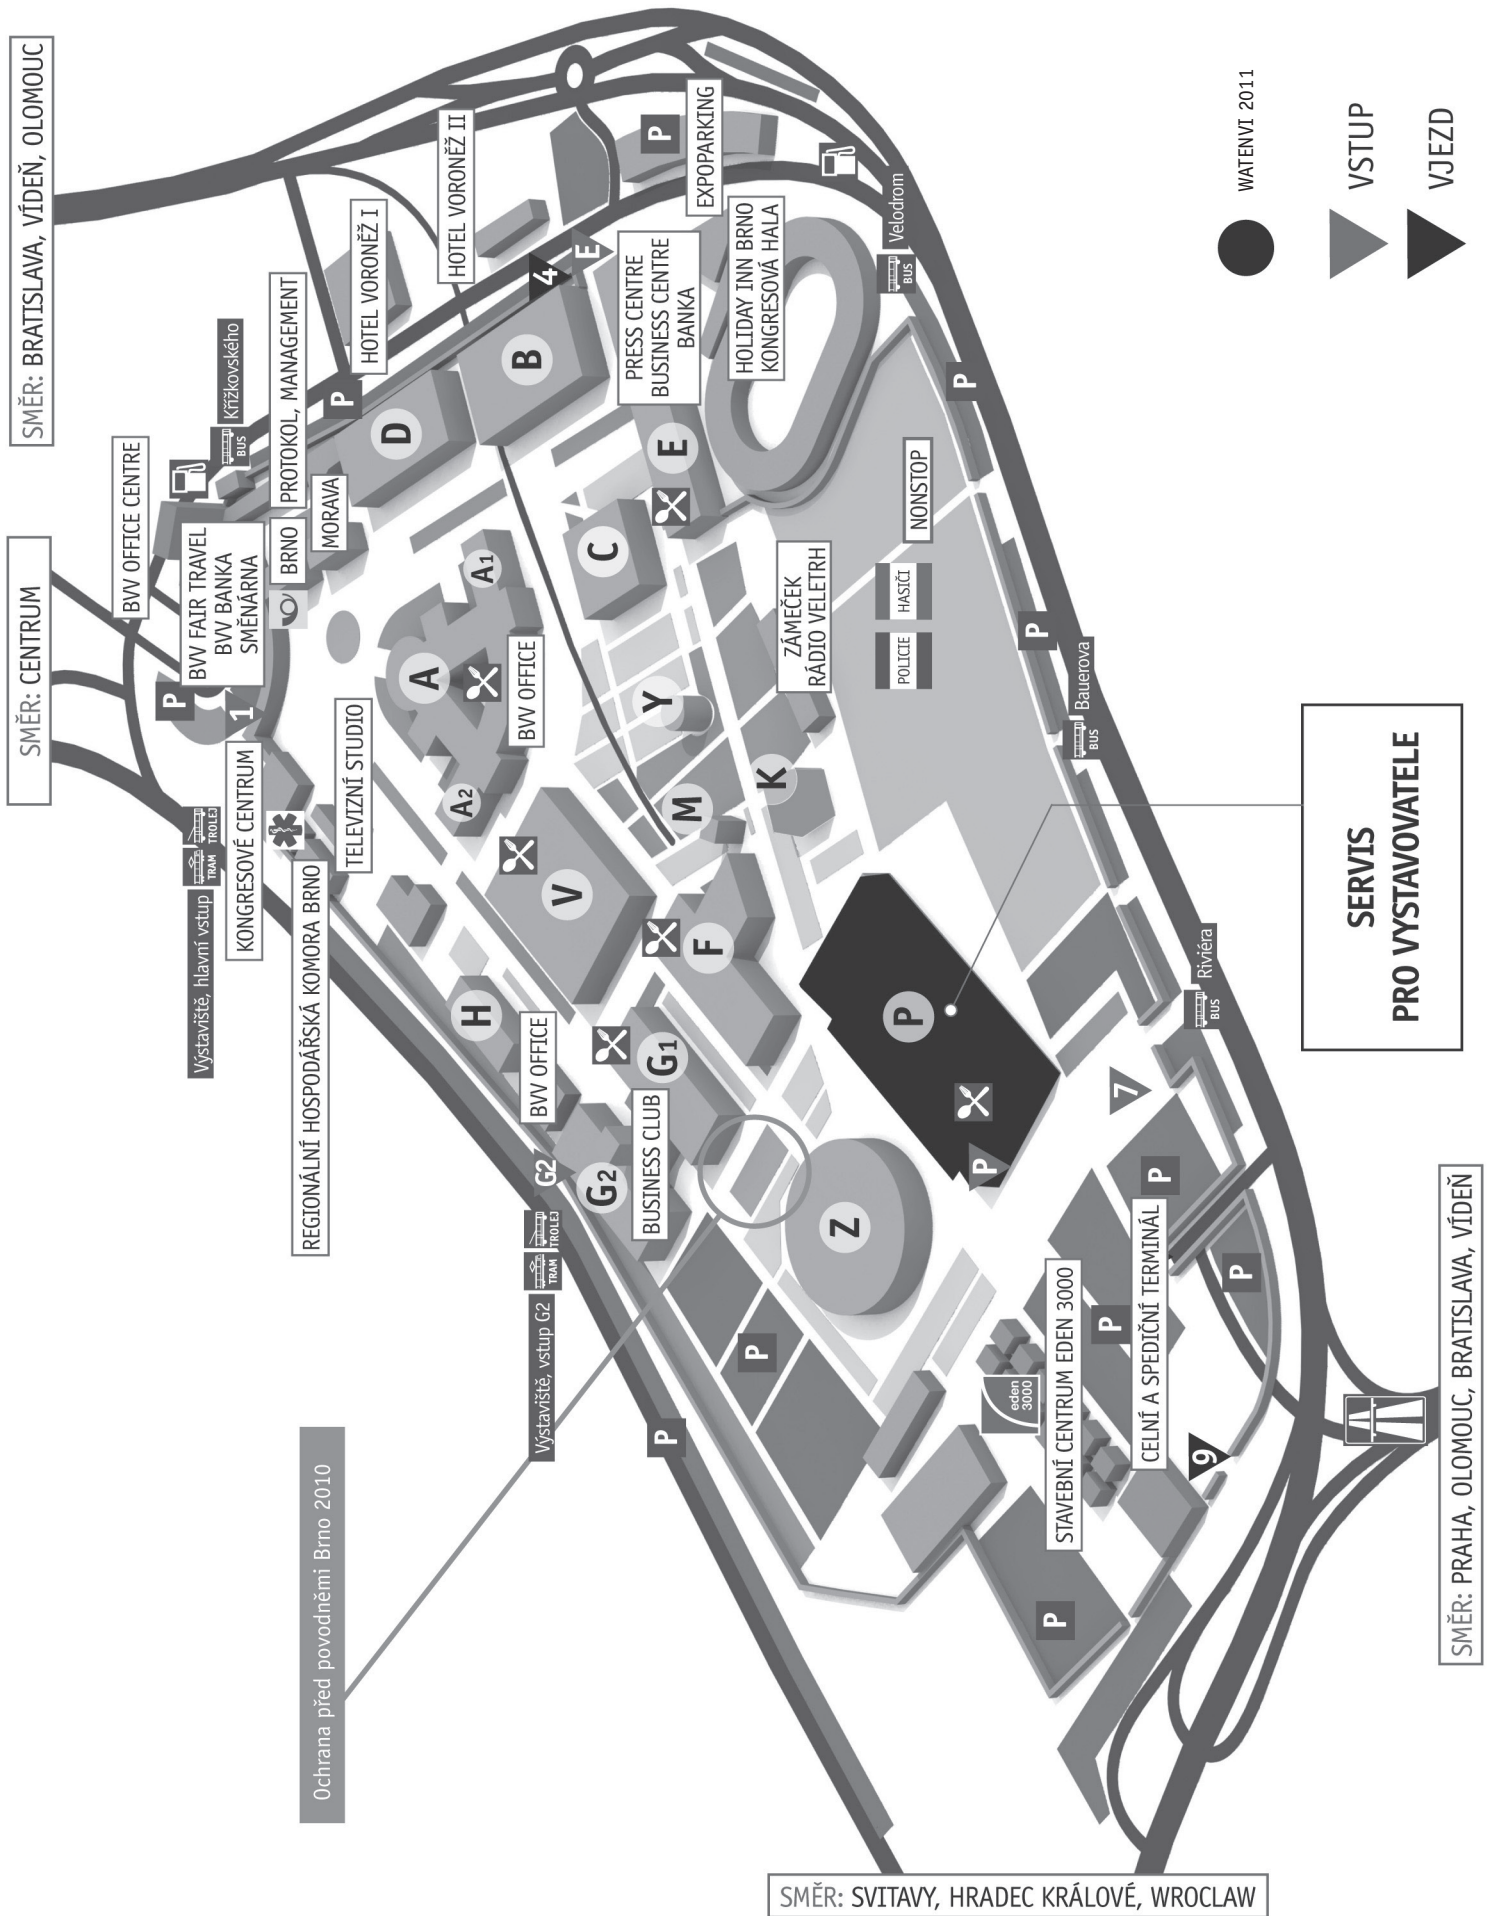 SMĚR: BRATISLAVA, VÍDEŇ, OLOMOUC
SMĚR: CENTRUM
BVV OFFICE CENTRE
Křížkovského
BUS
BVV FAIR TRAVEL
BVV BANKA
SMĚNÁRNA
PROTOKOL, MANAGEMENT
BRNO
MORAVA
HOTEL VORONĚŽ I
HOTEL VORONĚŽ II
P
P
1
4
E
P
EXPOPARKING
PRESS CENTRE
BUSINESS CENTRE
BANKA
HOLIDAY INN BRNO
KONGRESOVÁ HALA
Velodrom
BUS
TRAM
TROLEJ
Výstaviště, hlavní vstup
KONGRESOVÉ CENTRUM
REGIONÁLNÍ HOSPODÁŘSKÁ KOMORA BRNO
TELEVIZNÍ STUDIO
A
A1
A2
BVV OFFICE
D
B
C
E
Y
M
K
V
F
H
BVV OFFICE
G1
G2
G2
BUSINESS CLUB
TRAM
TROLEJ
Výstaviště, vstup G2
ZÁMEČEK
RÁDIO VELETRH
NONSTOP
HASIČI
POLICIE
P
P
Bauerova
BUS
Riviéra
BUS
P
P
Z
7
P
P
P
P
P
P
9
eden
3000
STAVEBNÍ CENTRUM EDEN 3000
CELNÍ A SPEDIČNÍ TERMINÁL
Ochrana před povodněmi Brno 2010
SERVIS
PRO VYSTAVOVATELE
WATENVI 2011
VSTUP
VJEZD
SMĚR: PRAHA, OLOMOUC, BRATISLAVA, VÍDEŇ
SMĚR: SVITAVY, HRADEC KRÁLOVÉ, WROCLAW